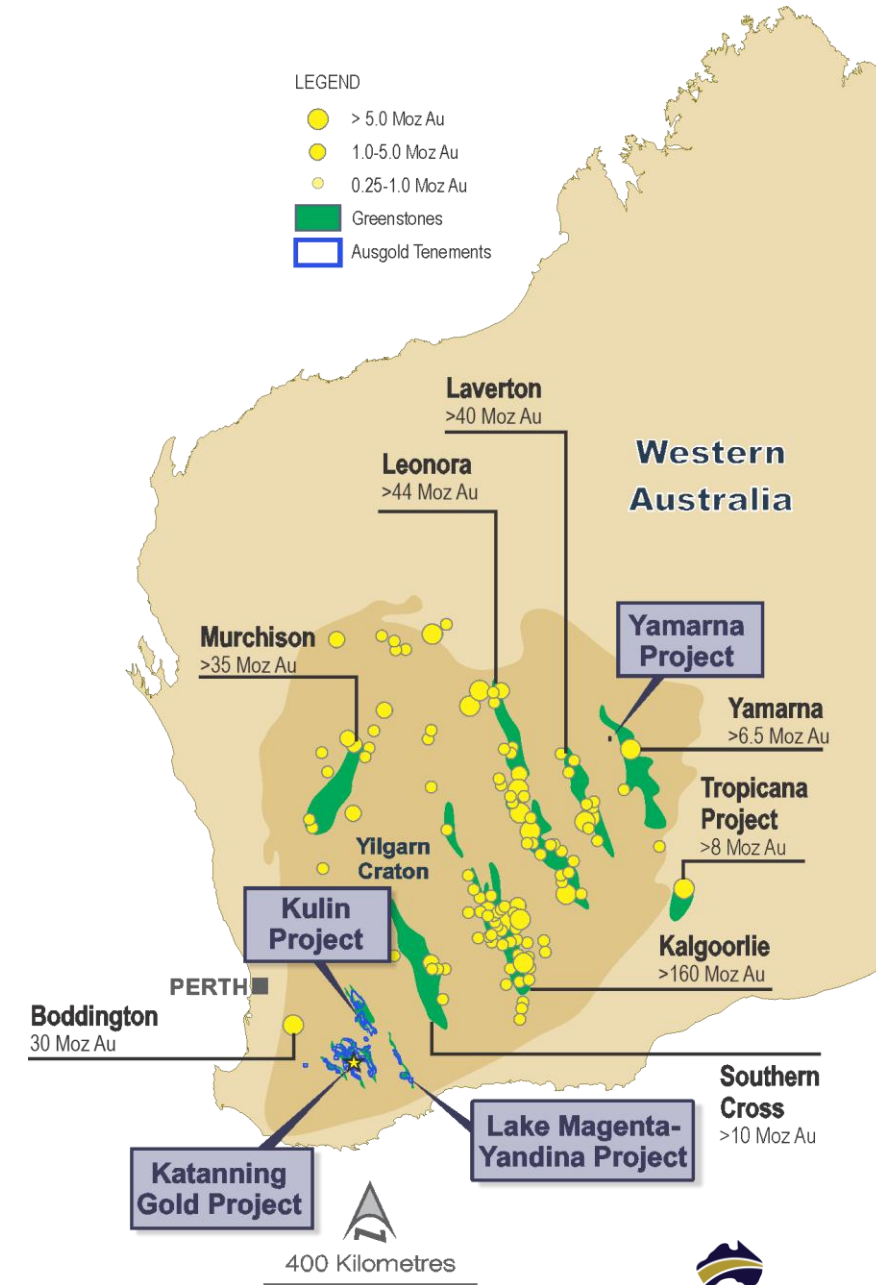 LEGEND
> 5.0 Moz Au
1.0-5.0 Moz Au
0.25-1.0 Moz Au
Greenstones
Ausgold Tenements
Laverton
>40 Moz Au
Western
Australia
Leonora
>44 Moz Au
Yamarna
Project
Murchison
>35 Moz Au
Yamarna
>6.5 Moz Au
Tropicana
Project
>8 Moz Au
Yilgarn
Craton
Kulin
Project
Kalgoorlie
>160 Moz Au
PERTH
Boddington
30 Moz Au
Southern
Cross
>10 Moz Au
Lake Magenta-
Yandina Project
Katanning
Gold Project
N
400 Kilometres